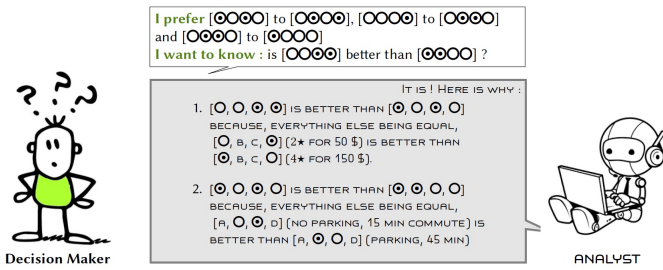 I prefer [⊙○⊙○] to [○⊙○⊙], [○○○⊙] to [○⊙⊙○]
and [○⊙⊙○] to [⊙○○○]
I want to know : is [○○⊙⊙] better than [⊙⊙○○] ?
IT IS ! HERE IS WHY :
1. [○, ○, ⊙, ⊙] IS BETTER THAN [⊙, ○, ⊙, ○]
BECAUSE, EVERYTHING ELSE BEING EQUAL,
[○, B, C, ⊙] (2★ FOR 50 $) IS BETTER THAN
[⊙, B, C, ○] (4★ FOR 150 $).
2. [⊙, ○, ⊙, ○] IS BETTER THAN [⊙, ⊙, ○, ○]
BECAUSE, EVERYTHING ELSE BEING EQUAL,
[A, ○, ⊙, D] (NO PARKING, 15 MIN COMMUTE) IS
BETTER THAN [A, ⊙, ○, D] (PARKING, 45 MIN)
Decision Maker
ANALYST